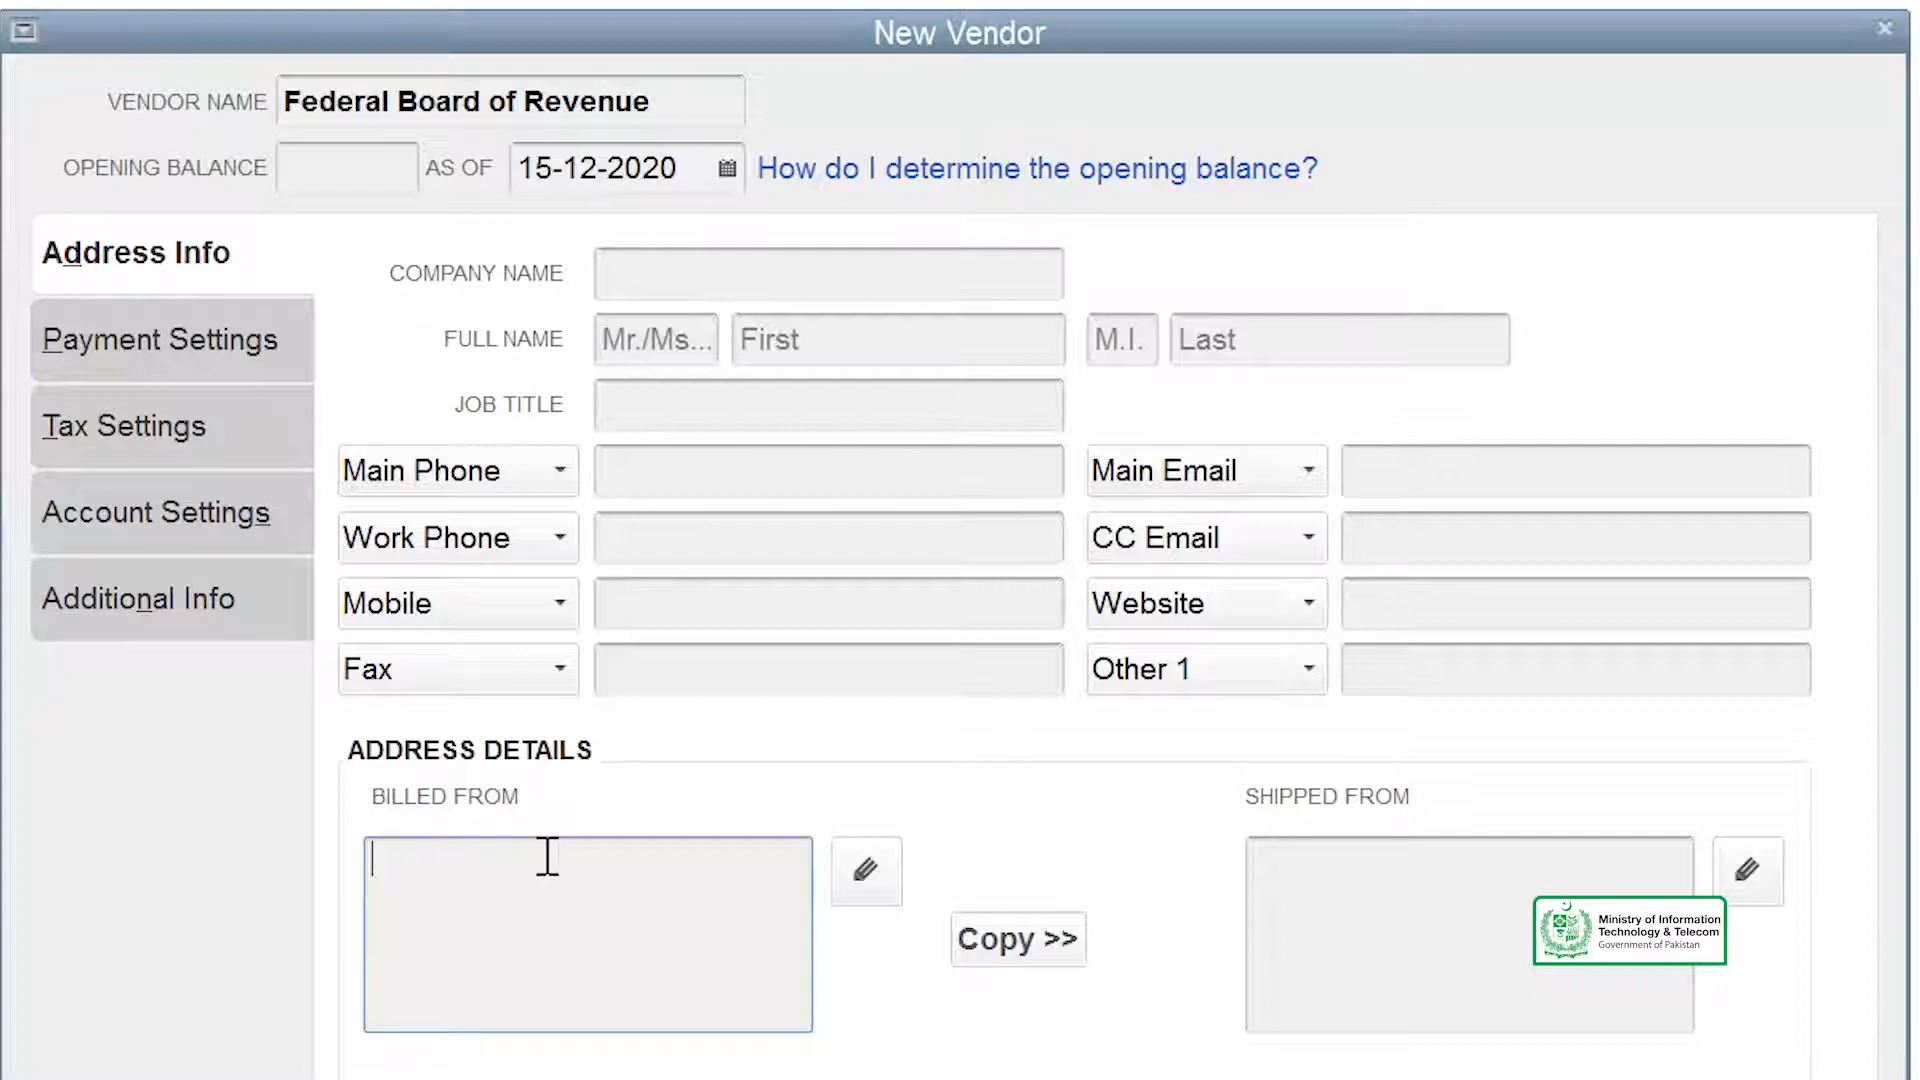 New Vendor
VENDOR NAME Federal Board of Revenue
OPENING BALANCE AS OF 15-12-2020 How do I determine the opening balance?
Address Info
Payment Settings
Tax Settings
Account Settings
Additional Info
COMPANY NAME
FULL NAME Mr./Ms... First M.I. Last
JOB TITLE
Main Phone Main Email
Work Phone CC Email
Mobile Website
Fax Other 1
ADDRESS DETAILS
BILLED FROM SHIPPED FROM
Copy >>
Ministry of Information
Technology & Telecom
Government of Pakistan